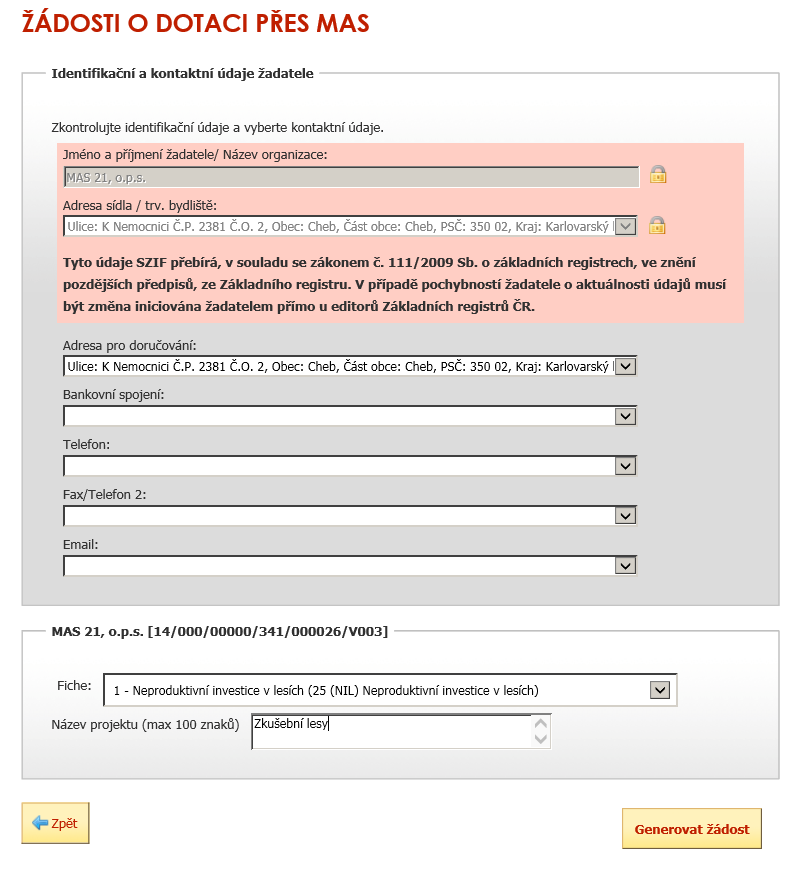 ŽÁDOSTI O DOTACI PŘES MAS
Identifikační a kontaktní údaje žadatele
Zkontrolujte identifikační údaje a vyberte kontaktní údaje.
Jméno a příjmení žadatele/ Název organizace:
MAS 21, o.p.s.
Adresa sídla / trv. bydliště:
Ulice: K Nemocnici Č.P. 2381 Č.O. 2, Obec: Cheb, Část obce: Cheb, PSČ: 350 02, Kraj: Karlovarský
Tyto údaje SZIF přebírá, v souladu se zákonem č. 111/2009 Sb. o základních registrech, ve znění
pozdějších předpisů, ze Základního registru. V případě pochybností žadatele o aktuálnosti údajů musí
být změna iniciována žadatelem přímo u editorů Základních registrů ČR.
Adresa pro doručování:
Ulice: K Nemocnici Č.P. 2381 Č.O. 2, Obec: Cheb, Část obce: Cheb, PSČ: 350 02, Kraj: Karlovarský
Bankovní spojení:
Telefon:
Fax/Telefon 2:
Email:
MAS 21, o.p.s. [14/000/00000/341/000026/V003]
Fiche: 1 - Neproduktivní investice v lesích (25 (NIL) Neproduktivní investice v lesích)
Název projektu (max 100 znaků) Zkušební lesy
Zpět
Generovat žádost